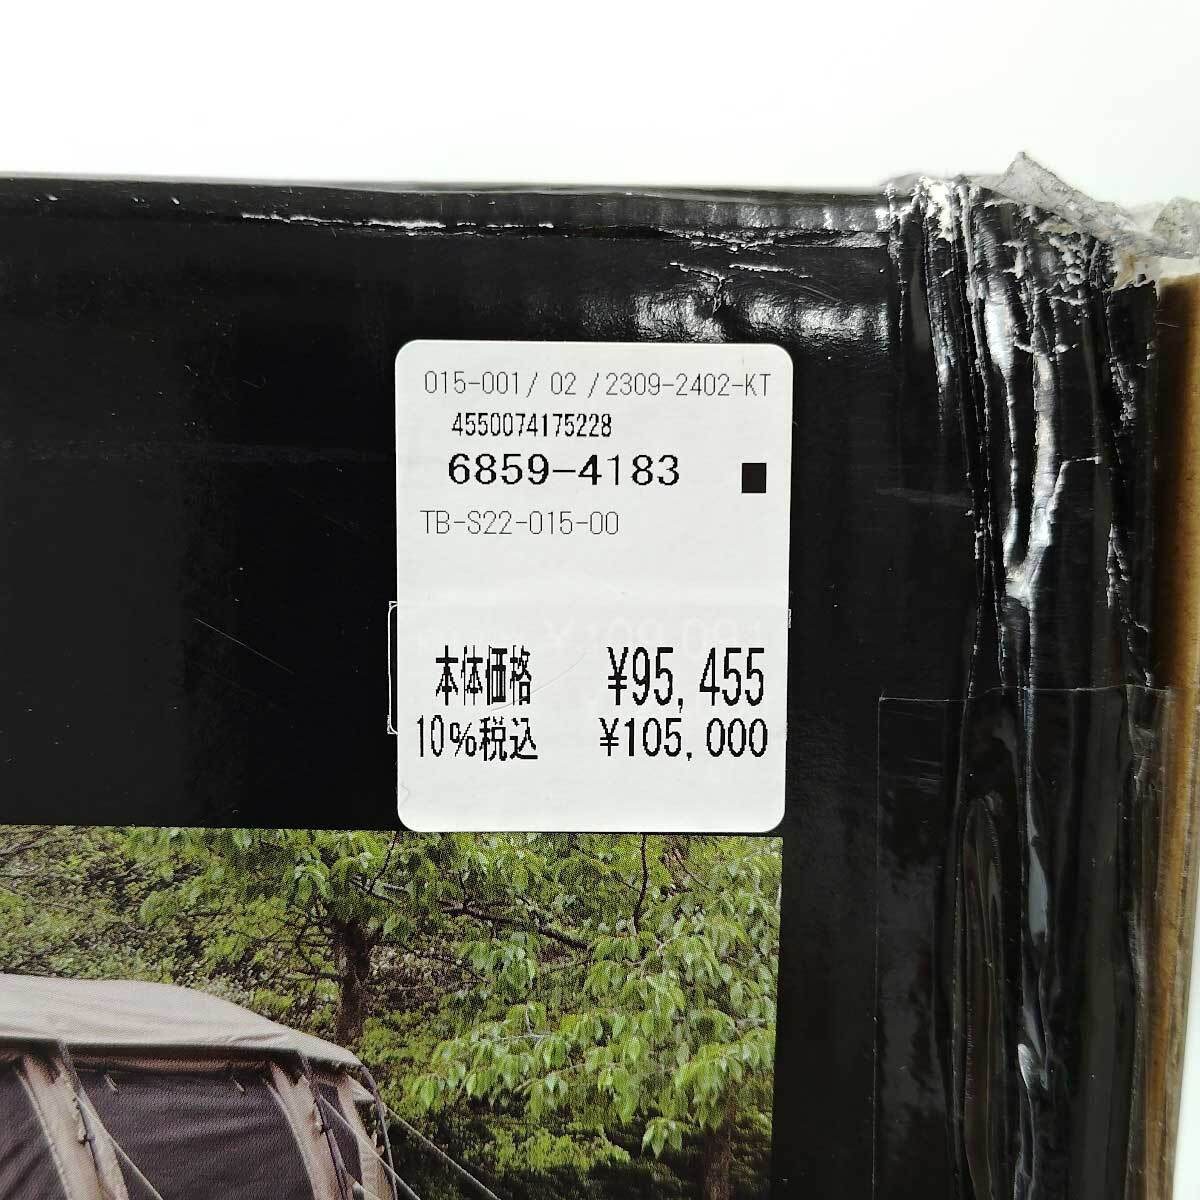 015-001/ 02 /2309-2402-KT
4550074175228
6859-4183 ■
TB-S22-015-00
本体価格 ¥95,455
10%税込 ¥105,000